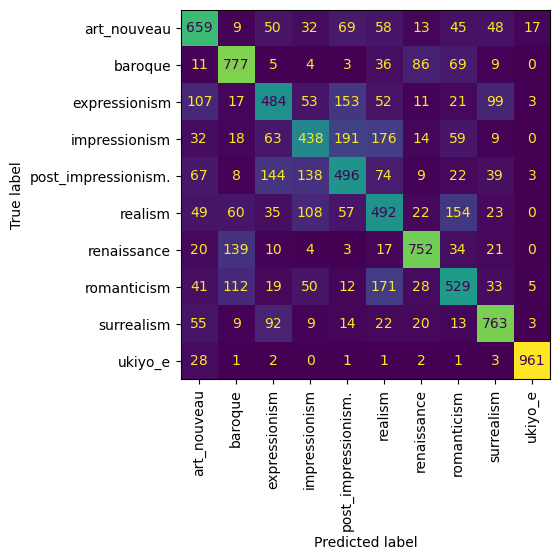 art_nouveau 659 9 50 32 69 58 13 45 48 17
baroque 11 777 5 4 3 36 86 69 9 0
expressionism 107 17 484 53 153 52 11 21 99 3
impressionism 32 18 63 438 191 176 14 59 9 0
post_impressionism. 67 8 144 138 496 74 9 22 39 3
realism 49 60 35 108 57 492 22 154 23 0
renaissance 20 139 10 4 3 17 752 34 21 0
romanticism 41 112 19 50 12 171 28 529 33 5
surrealism 55 9 92 9 14 22 20 13 763 3
ukiyo_e 28 1 2 0 1 1 2 1 3 961
True label
art_nouveau
baroque
expressionism
impressionism
post_impressionism.
realism
renaissance
romanticism
surrealism
ukiyo_e
Predicted label